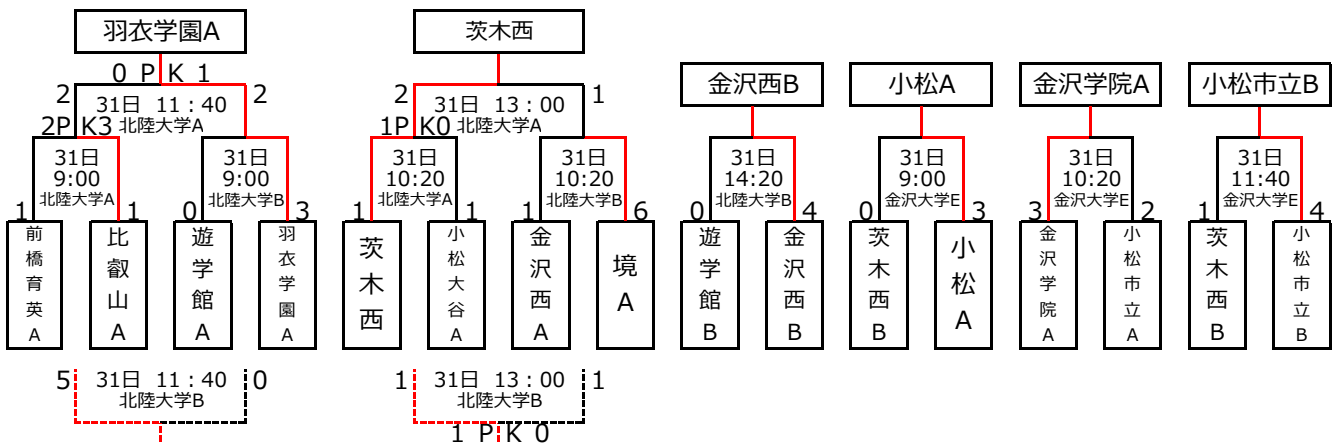 羽衣学園A 茨木西
金沢西B 小松A 金沢学院A 小松市立B
0 P K 1
2 31日 11：40 2 2 31日 13：00 1
北陸大学A 北陸大学A
2P K3 1P K0
31日 31日 31日 31日 31日 31日 31日 31日
9:00 9:00 10:20 10:20 14:20 9:00 10:20 11:40
北陸大学A 北陸大学B 北陸大学A 北陸大学B 北陸大学B 金沢大学E 金沢大学E 金沢大学E
1 1 0 3 1 1 1 6 0 4 0 3 3 2 1 4
前橋育英A
比叡山A
遊学館A
羽衣学園A
茨木西
小松大谷A
金沢西A
境A
遊学館B
金沢西B
茨木西B
小松A
金沢学院A
小松市立A
茨木西B
小松市立B
5 31日 11：40 0 1 31日 13：00 1
北陸大学B 北陸大学B
1 P K 0